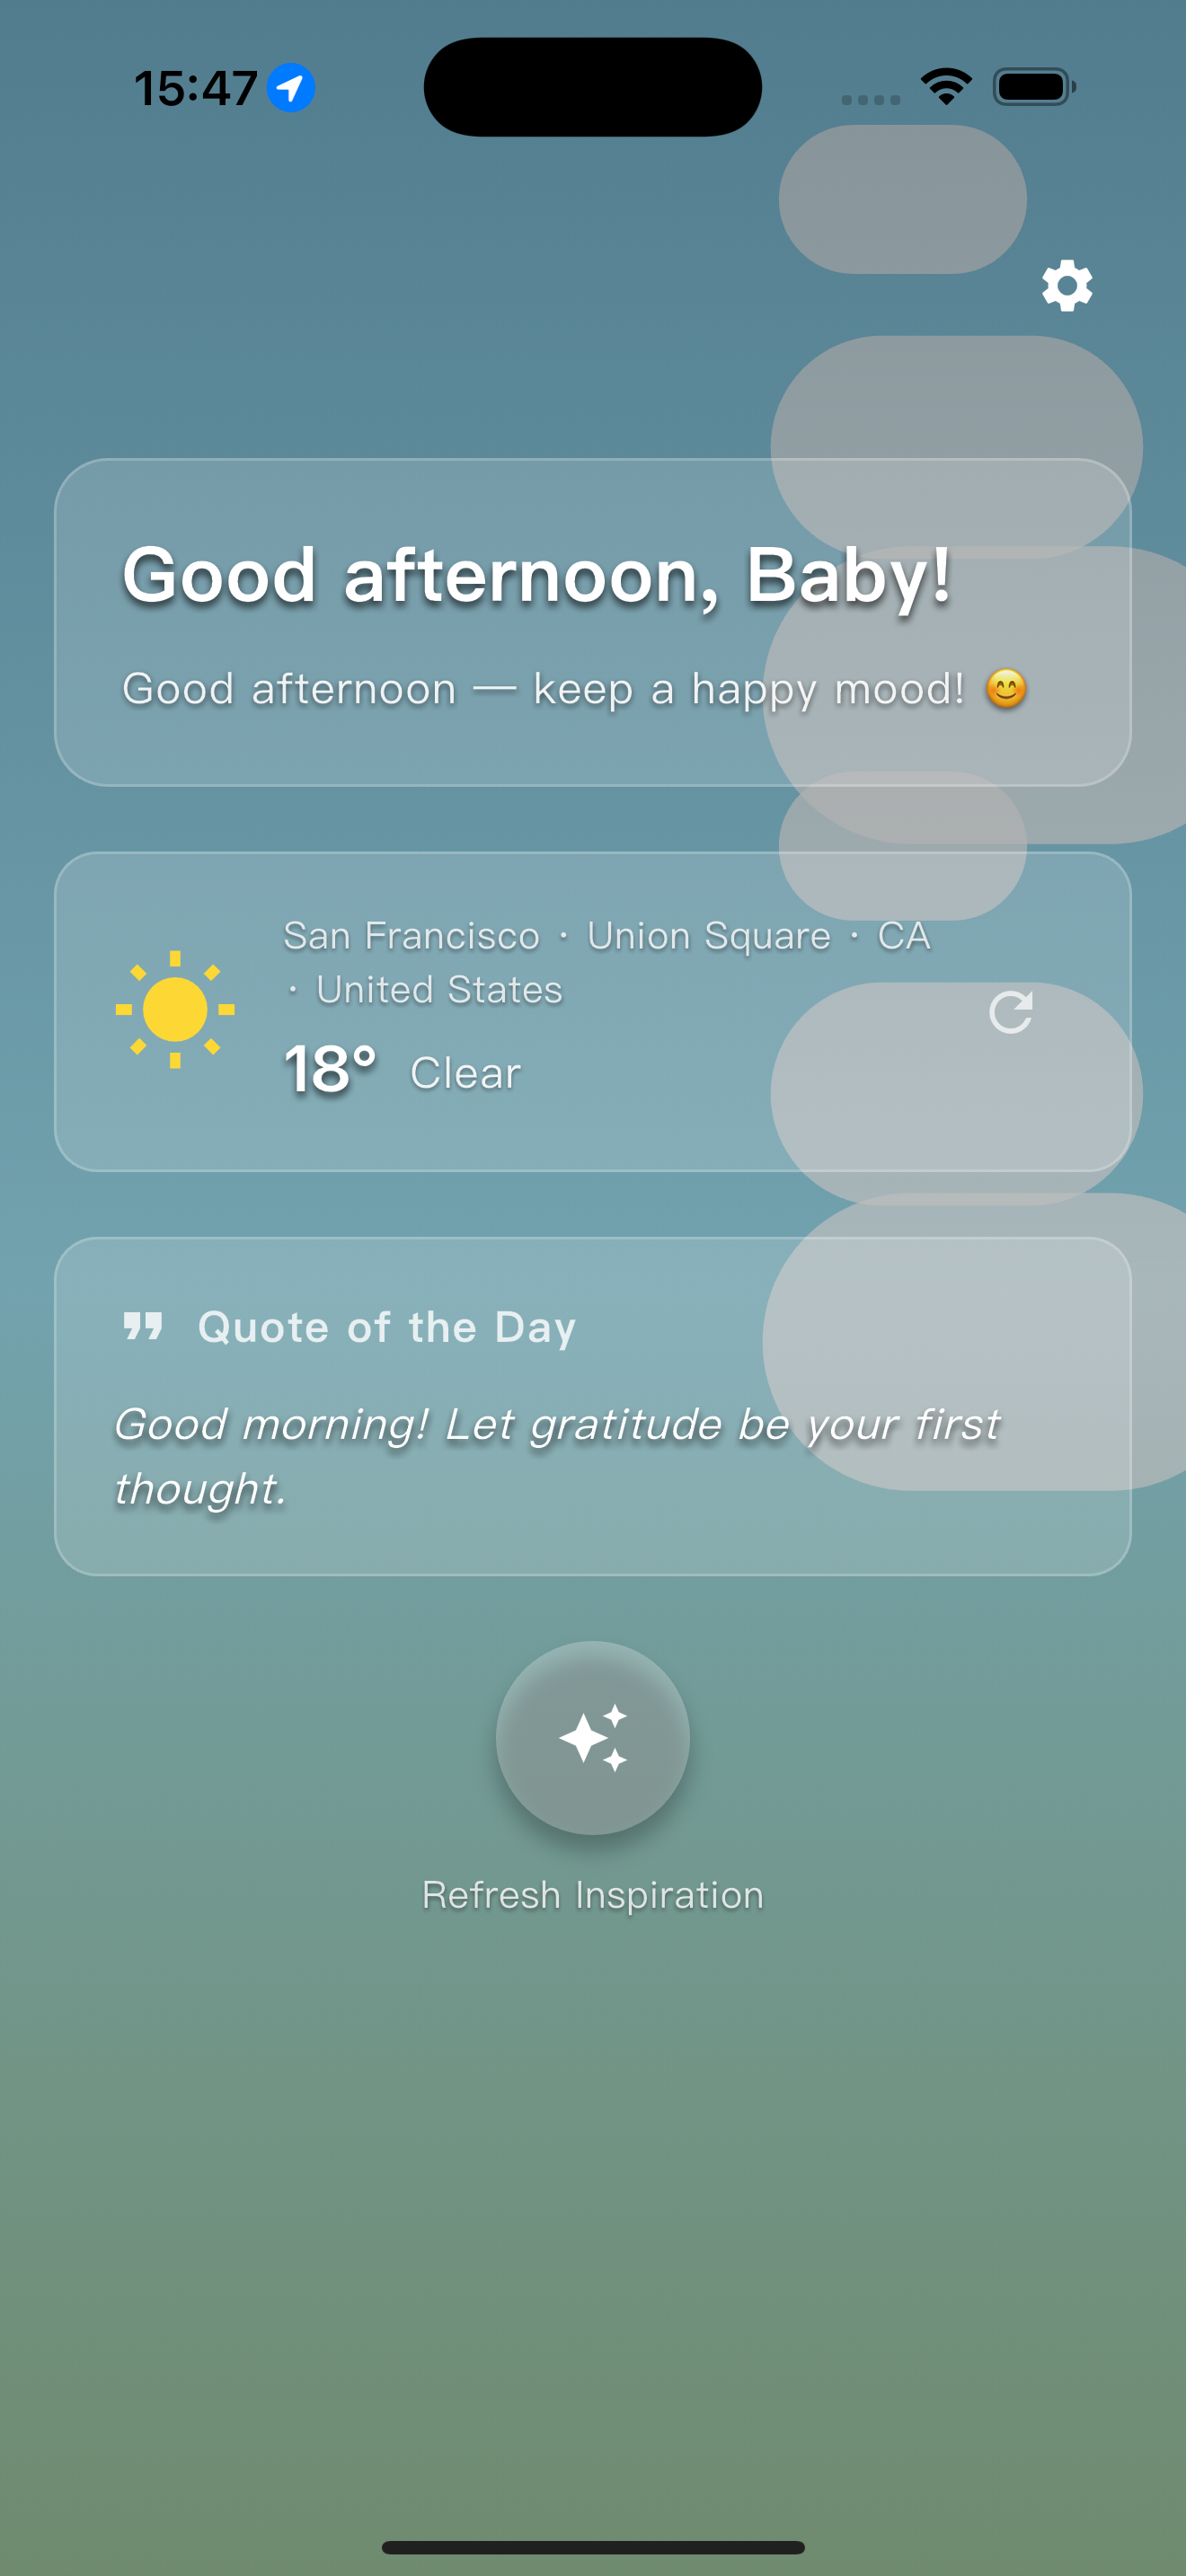 15:47
Good afternoon, Baby!
Good afternoon — keep a happy mood! 😊
San Francisco · Union Square · CA
· United States
18° Clear
Quote of the Day
Good morning! Let gratitude be your first
thought.
Refresh Inspiration